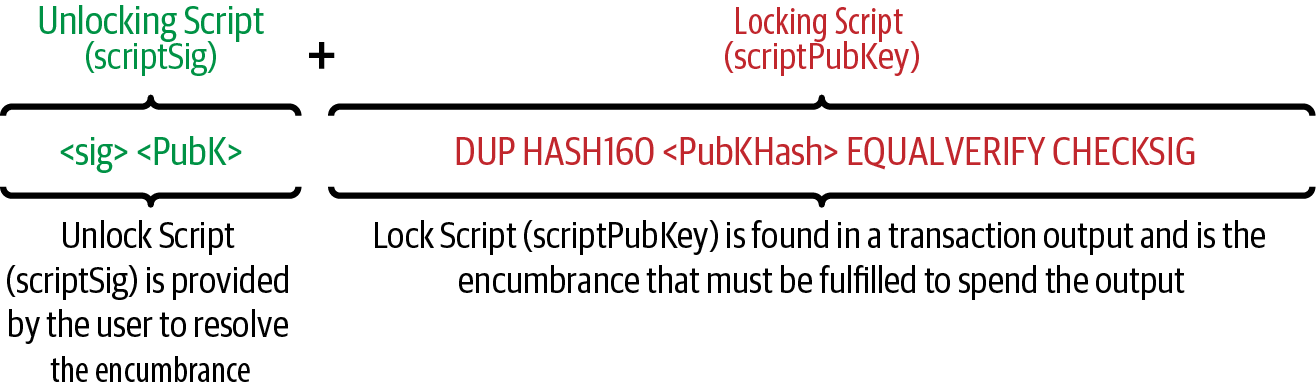 Unlocking Script
(scriptSig)
+
Locking Script
(scriptPubKey)
<sig> <PubK>
DUP HASH160 <PubKHash> EQUALVERIFY CHECKSIG
Unlock Script
(scriptSig) is provided
by the user to resolve
the encumbrance
Lock Script (scriptPubKey) is found in a transaction output and is the
encumbrance that must be fulfilled to spend the output